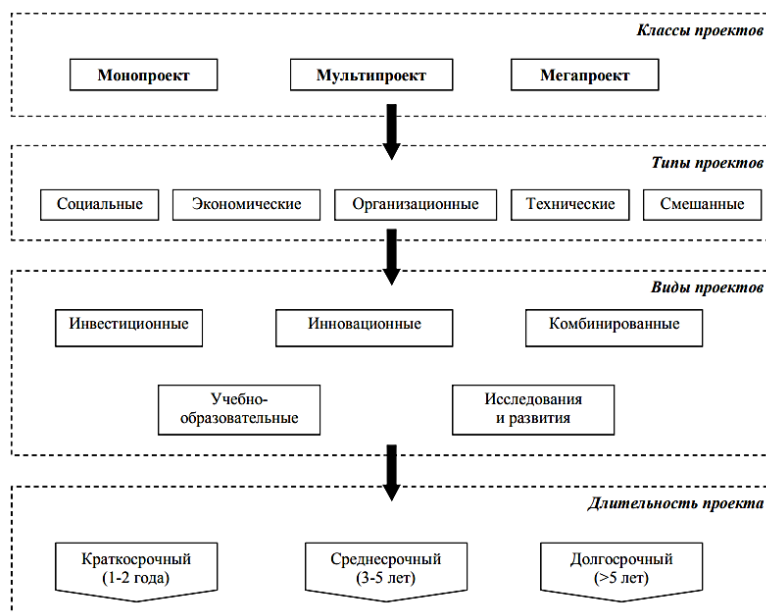 Классы проектов
Монопроект
Мультипроект
Мегапроект
Типы проектов
Социальные
Экономические
Организационные
Технические
Смешанные
Виды проектов
Инвестиционные
Инновационные
Комбинированные
Учебно-
образовательные
Исследования
и развития
Длительность проекта
Краткосрочный
(1-2 года)
Среднесрочный
(3-5 лет)
Долгосрочный
(>5 лет)